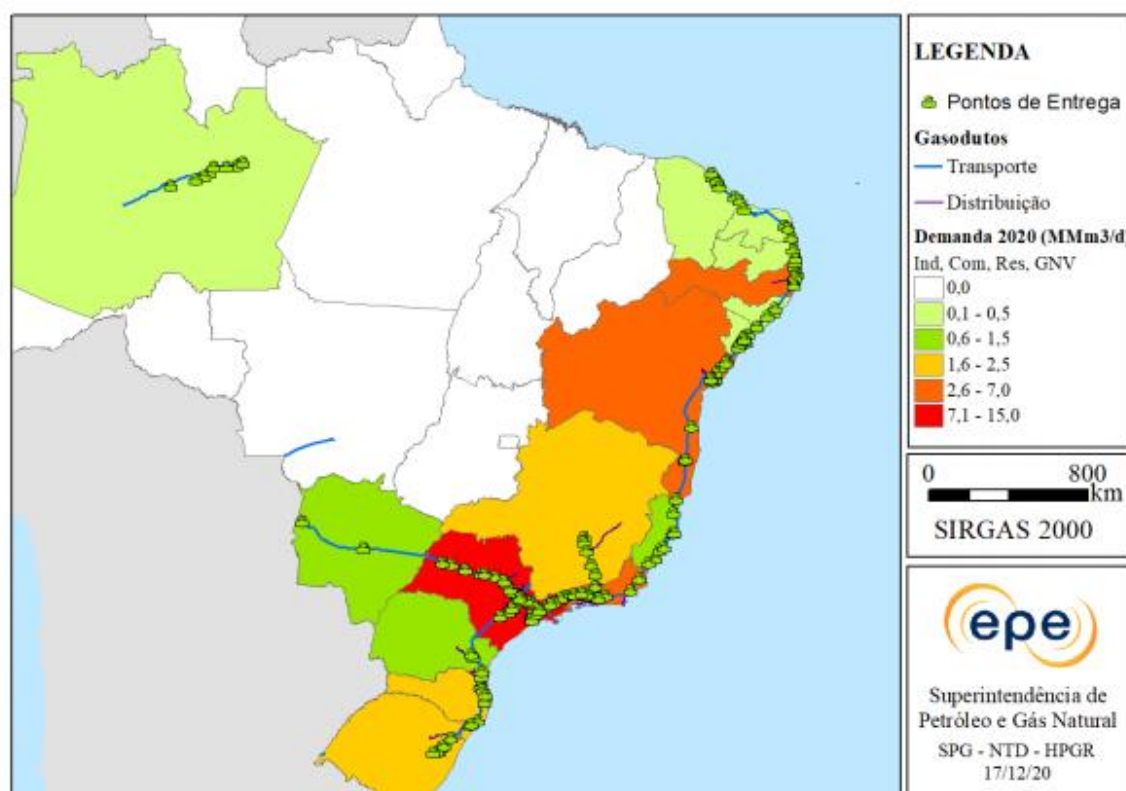 LEGENDA
Pontos de Entrega
Gasodutos
Transporte
Distribuição
Demanda 2020 (MMm3/d)
Ind, Com, Res, GNV
0,0
0,1 - 0,5
0,6 - 1,5
1,6 - 2,5
2,6 - 7,0
7,1 - 15,0
0 800
km
SIRGAS 2000
epe
Superintendência de
Petróleo e Gás Natural
SPG - NTD - HPGR
17/12/20